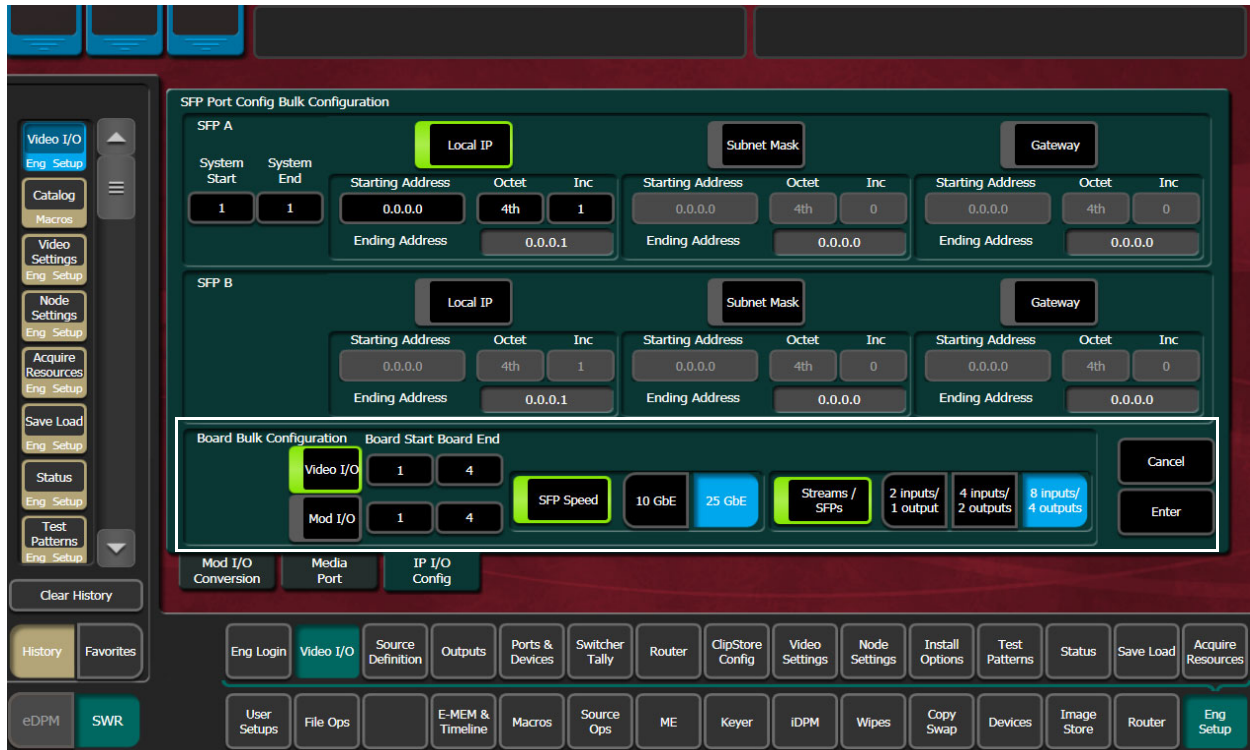 SFP Port Config Bulk Configuration
SFP A
Local IP
Subnet Mask
Gateway
System Start
System End
Starting Address
Octet
Inc
Starting Address
Octet
Inc
Starting Address
Octet
Inc
1
1
0.0.0.0
4th
1
0.0.0.0
4th
0
0.0.0.0
4th
0
Ending Address
0.0.0.1
Ending Address
0.0.0.0
Ending Address
0.0.0.0
SFP B
Local IP
Subnet Mask
Gateway
Starting Address
Octet
Inc
Starting Address
Octet
Inc
Starting Address
Octet
Inc
0.0.0.0
4th
1
0.0.0.0
4th
0
0.0.0.0
4th
0
Ending Address
0.0.0.1
Ending Address
0.0.0.0
Ending Address
0.0.0.0
Board Bulk Configuration
Board Start
Board End
Video I/O
1
4
Mod I/O
1
4
SFP Speed
10 GbE
25 GbE
Streams /
SFPs
2 inputs/
1 output
4 inputs/
2 outputs
8 inputs/
4 outputs
Cancel
Enter
Mod I/O
Conversion
Media
Port
IP I/O
Config
Video I/O
Eng Setup
Catalog
Macros
Video
Settings
Eng Setup
Node
Settings
Eng Setup
Acquire
Resources
Eng Setup
Save Load
Eng Setup
Status
Eng Setup
Test
Patterns
Eng Setup
Clear History
History
Favorites
Eng Login
Video I/O
Source
Definition
Outputs
Ports &
Devices
Switcher
Tally
Router
ClipStore
Config
Video
Settings
Node
Settings
Install
Options
Test
Patterns
Status
Save Load
Acquire
Resources
eDPM
SWR
User
Setups
File Ops
E-MEM &
Timeline
Macros
Source
Ops
ME
Keyer
iDPM
Wipes
Copy
Swap
Devices
Image
Store
Router
Eng
Setup